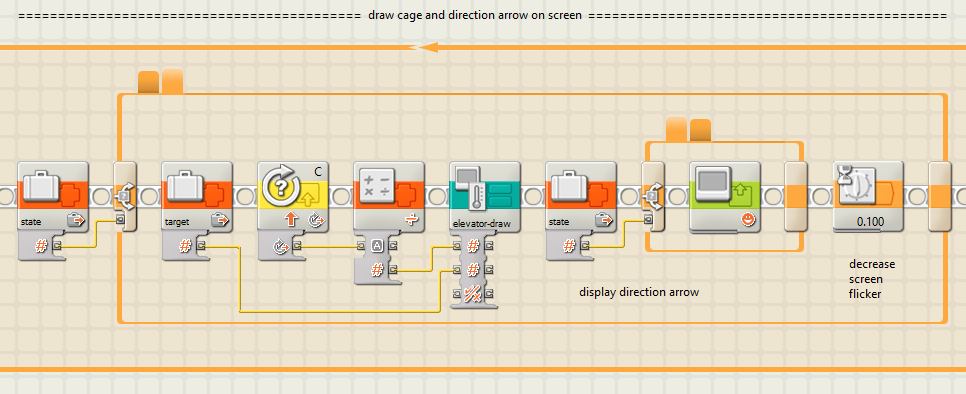 ================================================ draw cage and direction arrow on screen ==================================================
C
state
target
elevator-draw
state
0.100
#
#
A
#
#
#
#
display direction arrow
decrease
screen
flicker